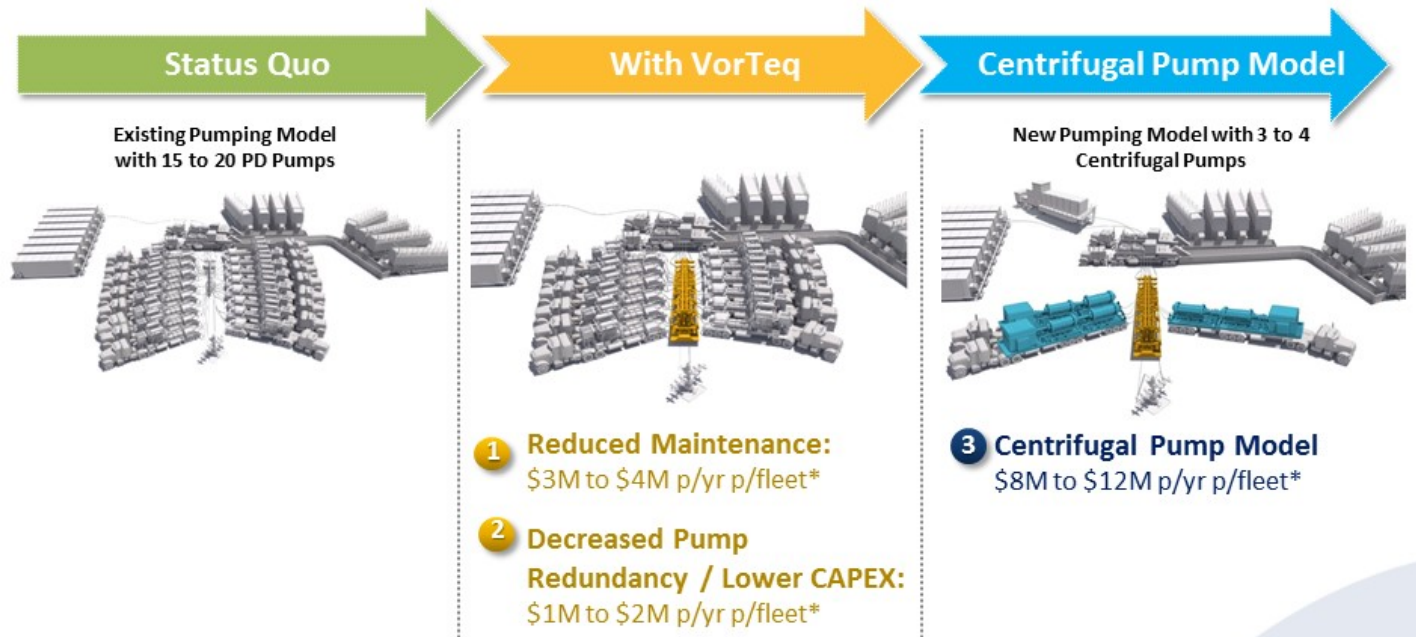 Status Quo
With VorTeq
Centrifugal Pump Model
Existing Pumping Model
with 15 to 20 PD Pumps
New Pumping Model with 3 to 4
Centrifugal Pumps
1 Reduced Maintenance:
$3M to $4M p/yr p/fleet*
2 Decreased Pump
Redundancy / Lower CAPEX:
$1M to $2M p/yr p/fleet*
3 Centrifugal Pump Model
$8M to $12M p/yr p/fleet*